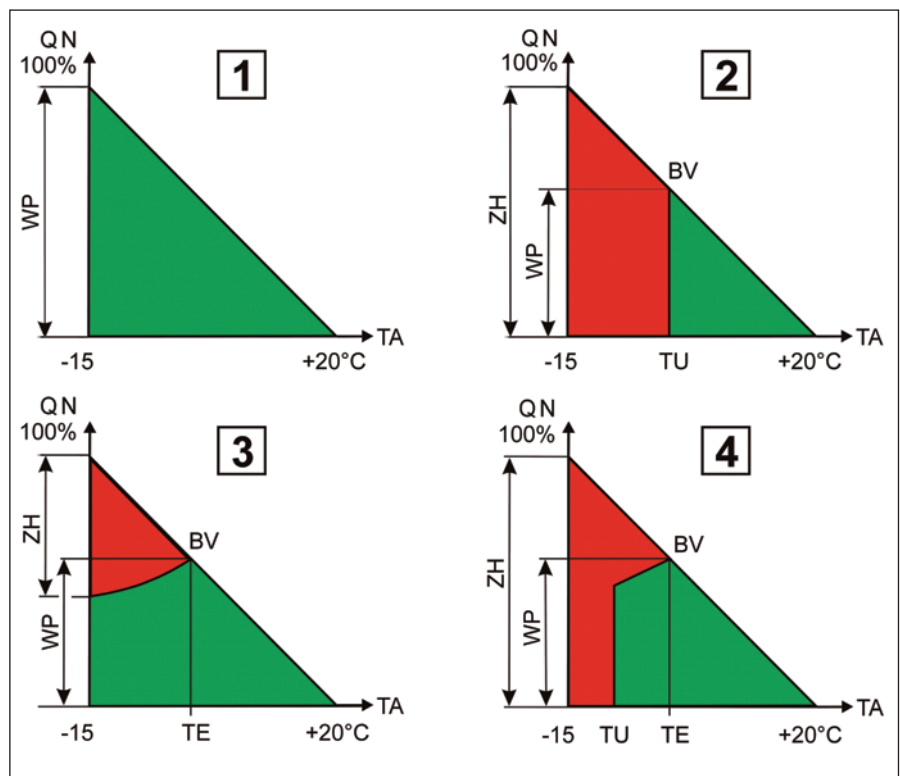 QN
100%
1
WP
TA
-15
+20°C
QN
100%
2
BV
ZH
WP
TA
-15
TU
+20°C
QN
100%
3
BV
ZH
WP
TA
-15
TE
+20°C
QN
100%
4
BV
ZH
WP
TA
-15
TU
TE
+20°C